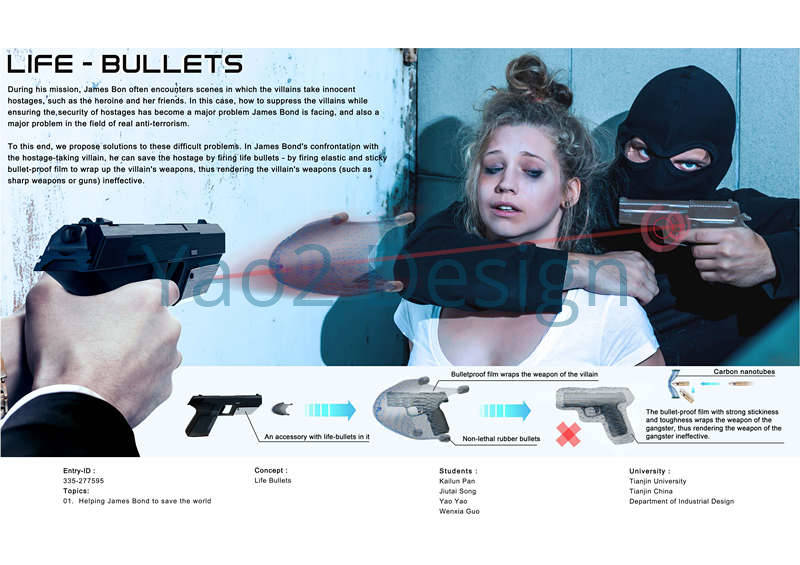 LIFE - BULLETS
During his mission, James Bon often encounters scenes in which the villains take innocent
hostages, such as the heroine and her friends. In this case, how to suppress the villains while
ensuring the,security of hostages has become a major problem James Bond is facing, and also a
major problem in the field of real anti-terrorism.
To this end, we propose solutions to these difficult problems. In James Bond's confrontation with
the hostage-taking villain, he can save the hostage by firing life bullets - by firing elastic and sticky
bullet-proof film to wrap up the villain's weapons, thus rendering the villain's weapons (such as
sharp weapons or guns) ineffective.
Yao2 Design
Bulletproof film wraps the weapon of the villain
Carbon nanotubes
An accessory with life-bullets in it
Non-lethal rubber bullets
The bullet-proof film with strong stickiness
and toughness wraps the weapon of the
gangster, thus rendering the weapon of the
gangster ineffective.
Entry-ID :
335-277595
Topics:
01. Helping James Bond to save the world
Concept :
Life Bullets
Students :
Kailun Pan
Jiutai Song
Yao Yao
Wenxia Guo
University :
Tianjin University
Tianjin China
Department of Industrial Design